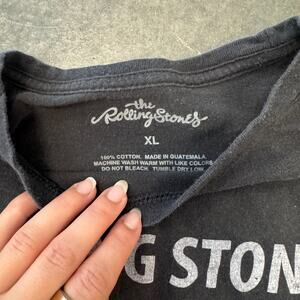 the
Rolling Stones
XL
100% COTTON. MADE IN GUATEMALA.
MACHINE WASH WARM WITH LIKE COLORS
DO NOT BLEACH. TUMBLE DRY LOW.
G STON